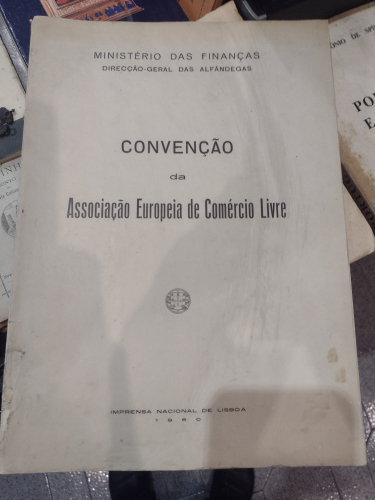 MINISTÉRIO DAS FINANÇAS
DIRECÇÃO-GERAL DAS ALFÂNDEGAS
CONVENÇÃO
da
Associação Europeia de Comércio Livre
IMPRENSA NACIONAL DE LISBOA
1960